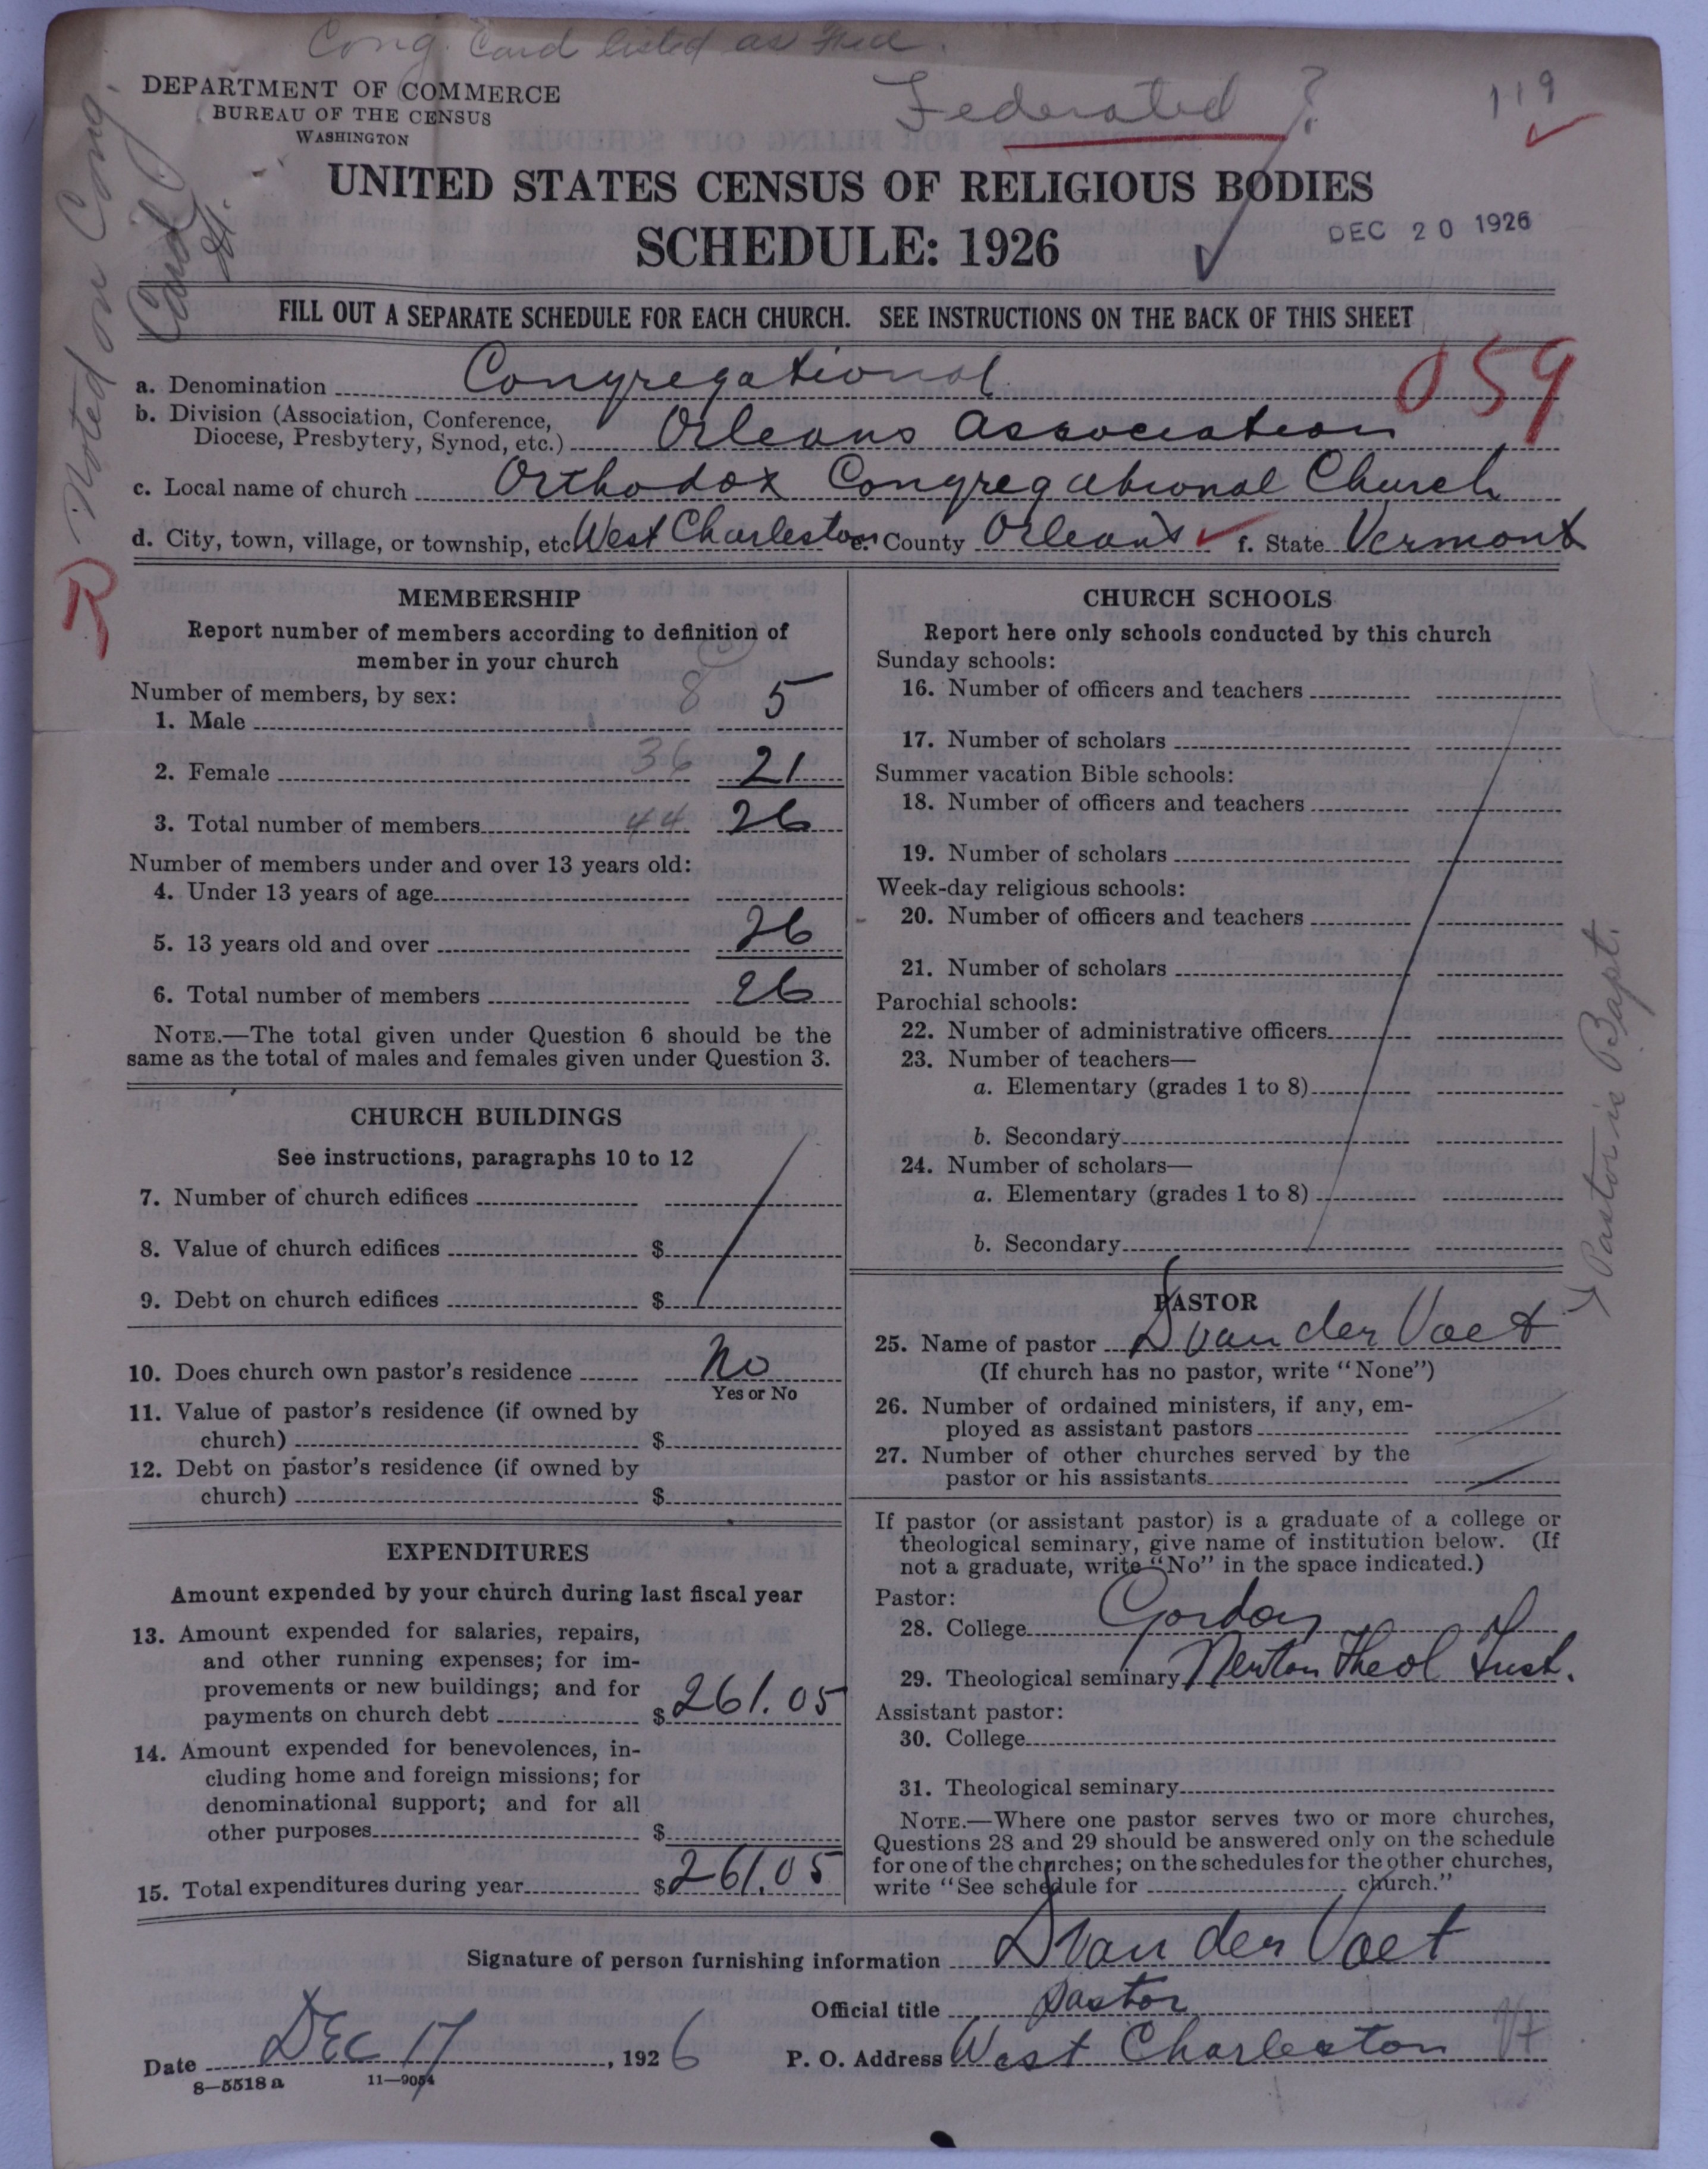 Cong. Card listed as Fed.
DEPARTMENT OF COMMERCE
BUREAU OF THE CENSUS
WASHINGTON
Federated ?
119
Noted on Cong.
Card
UNITED STATES CENSUS OF RELIGIOUS BODIES
SCHEDULE: 1926
DEC 20 1926
FILL OUT A SEPARATE SCHEDULE FOR EACH CHURCH. SEE INSTRUCTIONS ON THE BACK OF THIS SHEET
059
a. Denomination Congregational
b. Division (Association, Conference,
Diocese, Presbytery, Synod, etc.) Orleans Association
c. Local name of church Orthodox Congregational Church
d. City, town, village, or township, etc West Charleston e. County Orleans f. State Vermont
R
MEMBERSHIP
Report number of members according to definition of
member in your church
Number of members, by sex:
1. Male 8 5
2. Female 36 21
3. Total number of members 44 26
Number of members under and over 13 years old:
4. Under 13 years of age
5. 13 years old and over 26
6. Total number of members 26
NOTE.—The total given under Question 6 should be the
same as the total of males and females given under Question 3.
CHURCH BUILDINGS
See instructions, paragraphs 10 to 12
7. Number of church edifices
8. Value of church edifices $
9. Debt on church edifices $
10. Does church own pastor's residence No
Yes or No
11. Value of pastor's residence (if owned by
church) $
12. Debt on pastor's residence (if owned by
church) $
EXPENDITURES
Amount expended by your church during last fiscal year
13. Amount expended for salaries, repairs,
and other running expenses; for im-
provements or new buildings; and for
payments on church debt $261.05
14. Amount expended for benevolences, in-
cluding home and foreign missions; for
denominational support; and for all
other purposes $
15. Total expenditures during year $261.05
CHURCH SCHOOLS
Report here only schools conducted by this church
Sunday schools:
16. Number of officers and teachers
17. Number of scholars
Summer vacation Bible schools:
18. Number of officers and teachers
19. Number of scholars
Week-day religious schools:
20. Number of officers and teachers
21. Number of scholars
Parochial schools:
22. Number of administrative officers
23. Number of teachers—
a. Elementary (grades 1 to 8)
b. Secondary
24. Number of scholars—
a. Elementary (grades 1 to 8)
b. Secondary
Pastor is Bapt.
PASTOR
25. Name of pastor D van der Voet
(If church has no pastor, write "None")
26. Number of ordained ministers, if any, em-
ployed as assistant pastors
27. Number of other churches served by the
pastor or his assistants
If pastor (or assistant pastor) is a graduate of a college or
theological seminary, give name of institution below. (If
not a graduate, write "No" in the space indicated.)
Pastor:
28. College Gordon
29. Theological seminary Newton Theol Inst.
Assistant pastor:
30. College
31. Theological seminary
NOTE.—Where one pastor serves two or more churches,
Questions 28 and 29 should be answered only on the schedule
for one of the churches; on the schedules for the other churches,
write "See schedule for church."
Signature of person furnishing information D van der Voet
Official title Pastor
Date DEC 17, 1926 P. O. Address West Charleston Vt
8—5518a 11—9054